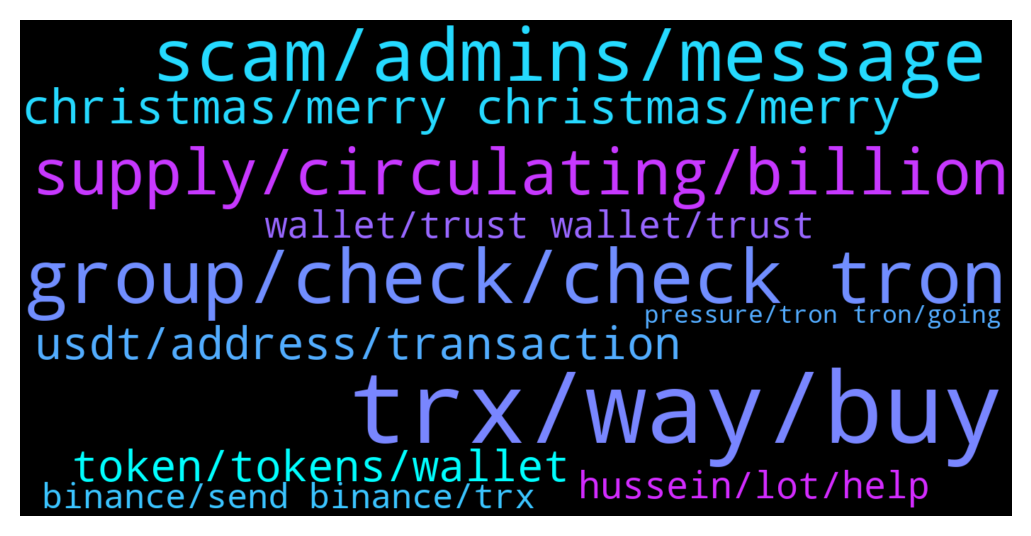 scam/admins/message
christmas/merry christmas/merry
supply/circulating/billion
wallet/trust wallet/trust
group/check/check tron
pressure/tron tron/going
usdt/address/transaction
trx/way/buy
token/tokens/wallet
hussein/lot/help
binance/send binance/trx